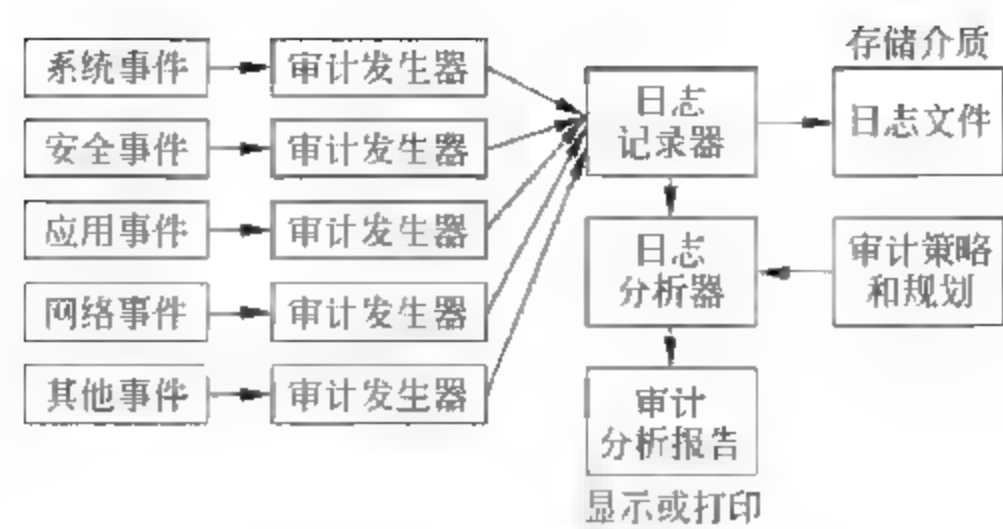 系统事件
审计发生器
安全事件
审计发生器
应用事件
审计发生器
网络事件
审计发生器
其他事件
审计发生器
日志
记录器
存储介质
日志文件
日志
分析器
审计策略
和规划
审计
分析报告
显示或打印